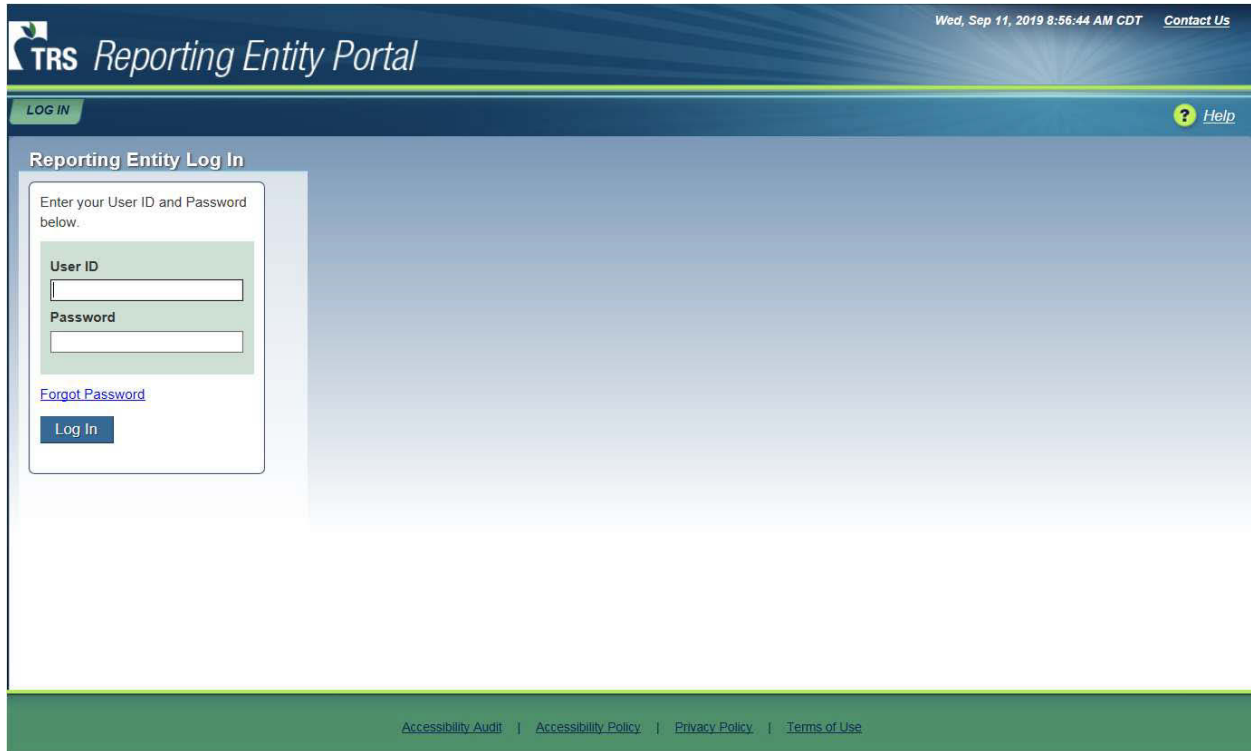 Wed, Sep 11, 2019 8:56:44 AM CDT Contact Us
TRS Reporting Entity Portal
LOG IN
? Help
Reporting Entity Log In
Enter your User ID and Password
below.
User ID
Password
Forgot Password
Log In
Accessibility Audit | Accessibility Policy | Privacy Policy | Terms of Use